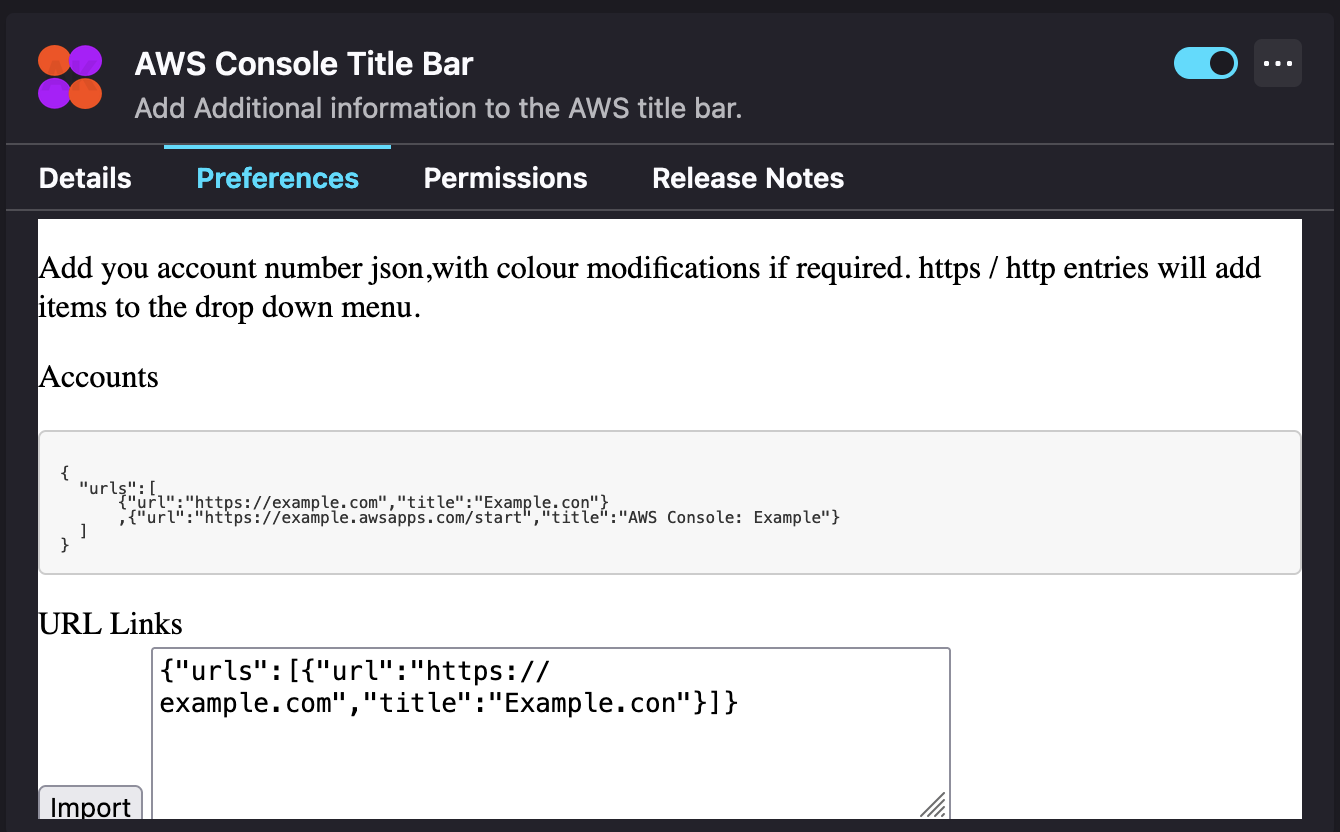 AWS Console Title Bar
Add Additional information to the AWS title bar.
Details Preferences Permissions Release Notes
Add you account number json,with colour modifications if required. https / http entries will add
items to the drop down menu.
Accounts
{
"urls":[
{"url":"https://example.com","title":"Example.con"}
,{"url":"https://example.awsapps.com/start","title":"AWS Console: Example"}
]
}
URL Links
{"urls":[{"url":"https://
example.com","title":"Example.con"}]}
Import